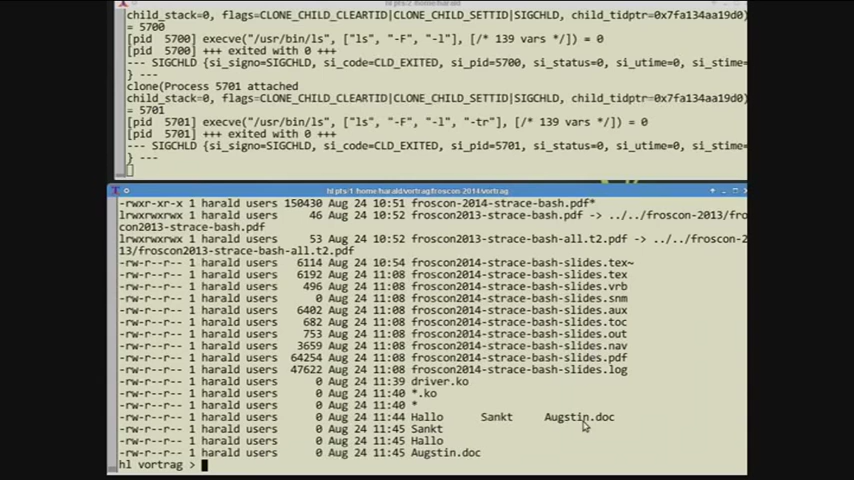 hl pts/2 home/harald
child_stack=0, flags=CLONE_CHILD_CLEARTID|CLONE_CHILD_SETTID|SIGCHLD, child_tidptr=0x7fa134aa19d0)
= 5700
[pid  5700] execve("/usr/bin/ls", ["ls", "-F", "-l"], [/* 139 vars */]) = 0
[pid  5700] +++ exited with 0 +++
--- SIGCHLD {si_signo=SIGCHLD, si_code=CLD_EXITED, si_pid=5700, si_status=0, si_utime=0, si_stime=
} ---
clone(Process 5701 attached
child_stack=0, flags=CLONE_CHILD_CLEARTID|CLONE_CHILD_SETTID|SIGCHLD, child_tidptr=0x7fa134aa19d0)
= 5701
[pid  5701] execve("/usr/bin/ls", ["ls", "-F", "-l", "-tr"], [/* 139 vars */]) = 0
[pid  5701] +++ exited with 0 +++
--- SIGCHLD {si_signo=SIGCHLD, si_code=CLD_EXITED, si_pid=5701, si_status=0, si_utime=0, si_stime=
} ---
hl pts/1 home/harald/vortrag/froscon-2014/vortrag
-rwxr-xr-x 1 harald users 150430 Aug 24 10:51 froscon-2014-strace-bash.pdf*
lrwxrwxrwx 1 harald users     46 Aug 24 10:52 froscon2013-strace-bash.pdf -> ../../froscon-2013/fros
con2013-strace-bash.pdf
lrwxrwxrwx 1 harald users     53 Aug 24 10:52 froscon2013-strace-bash-all.t2.pdf -> ../../froscon-20
13/froscon2013-strace-bash-all.t2.pdf
-rw-r--r-- 1 harald users   6114 Aug 24 10:54 froscon2014-strace-bash-slides.tex~
-rw-r--r-- 1 harald users   6192 Aug 24 11:08 froscon2014-strace-bash-slides.tex
-rw-r--r-- 1 harald users    496 Aug 24 11:08 froscon2014-strace-bash-slides.vrb
-rw-r--r-- 1 harald users      0 Aug 24 11:08 froscon2014-strace-bash-slides.snm
-rw-r--r-- 1 harald users   6402 Aug 24 11:08 froscon2014-strace-bash-slides.aux
-rw-r--r-- 1 harald users    682 Aug 24 11:08 froscon2014-strace-bash-slides.toc
-rw-r--r-- 1 harald users    753 Aug 24 11:08 froscon2014-strace-bash-slides.out
-rw-r--r-- 1 harald users   3659 Aug 24 11:08 froscon2014-strace-bash-slides.nav
-rw-r--r-- 1 harald users  64254 Aug 24 11:08 froscon2014-strace-bash-slides.pdf
-rw-r--r-- 1 harald users  47622 Aug 24 11:08 froscon2014-strace-bash-slides.log
-rw-r--r-- 1 harald users      0 Aug 24 11:39 driver.ko
-rw-r--r-- 1 harald users      0 Aug 24 11:40 *.ko
-rw-r--r-- 1 harald users      0 Aug 24 11:40 *
-rw-r--r-- 1 harald users      0 Aug 24 11:44 Hallo      Sankt     Augstin.doc
-rw-r--r-- 1 harald users      0 Aug 24 11:45 Sankt
-rw-r--r-- 1 harald users      0 Aug 24 11:45 Hallo
-rw-r--r-- 1 harald users      0 Aug 24 11:45 Augstin.doc
hl vortrag >